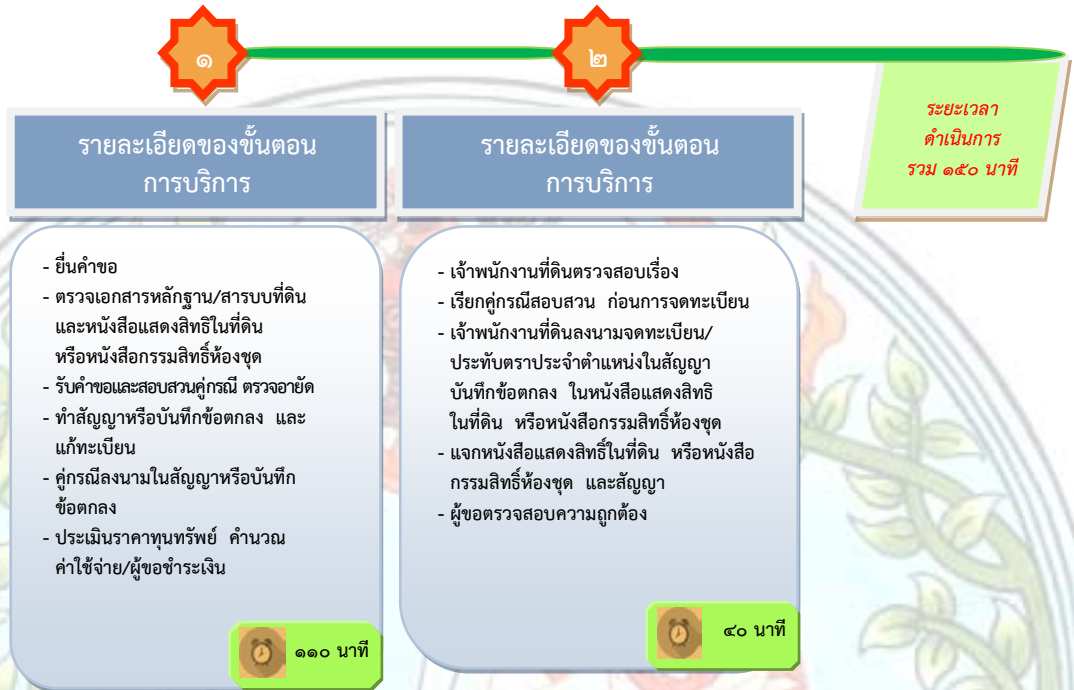 ๑
๒
ระยะเวลา
ดำเนินการ
รวม ๑๕๐ นาที
รายละเอียดของขั้นตอน
การบริการ
รายละเอียดของขั้นตอน
การบริการ
- ยื่นคำขอ
- ตรวจเอกสารหลักฐาน/สารบบที่ดิน
และหนังสือแสดงสิทธิในที่ดิน
หรือหนังสือกรรมสิทธิ์ห้องชุด
- รับคำขอและสอบสวนคู่กรณี ตรวจอายัด
- ทำสัญญาหรือบันทึกข้อตกลง และ
แก้ทะเบียน
- คู่กรณีลงนามในสัญญาหรือบันทึก
ข้อตกลง
- ประเมินราคาทุนทรัพย์ คำนวณ
ค่าใช้จ่าย/ผู้ขอชำระเงิน
๑๑๐ นาที
- เจ้าพนักงานที่ดินตรวจสอบเรื่อง
- เรียกคู่กรณีสอบสวน ก่อนการจดทะเบียน
- เจ้าพนักงานที่ดินลงนามจดทะเบียน/
ประทับตราประจำตำแหน่งในสัญญา
บันทึกข้อตกลง ในหนังสือแสดงสิทธิ
ในที่ดิน หรือหนังสือกรรมสิทธิ์ห้องชุด
- แจกหนังสือแสดงสิทธิ์ในที่ดิน หรือหนังสือ
กรรมสิทธิ์ห้องชุด และสัญญา
- ผู้ขอตรวจสอบความถูกต้อง
๔๐ นาที